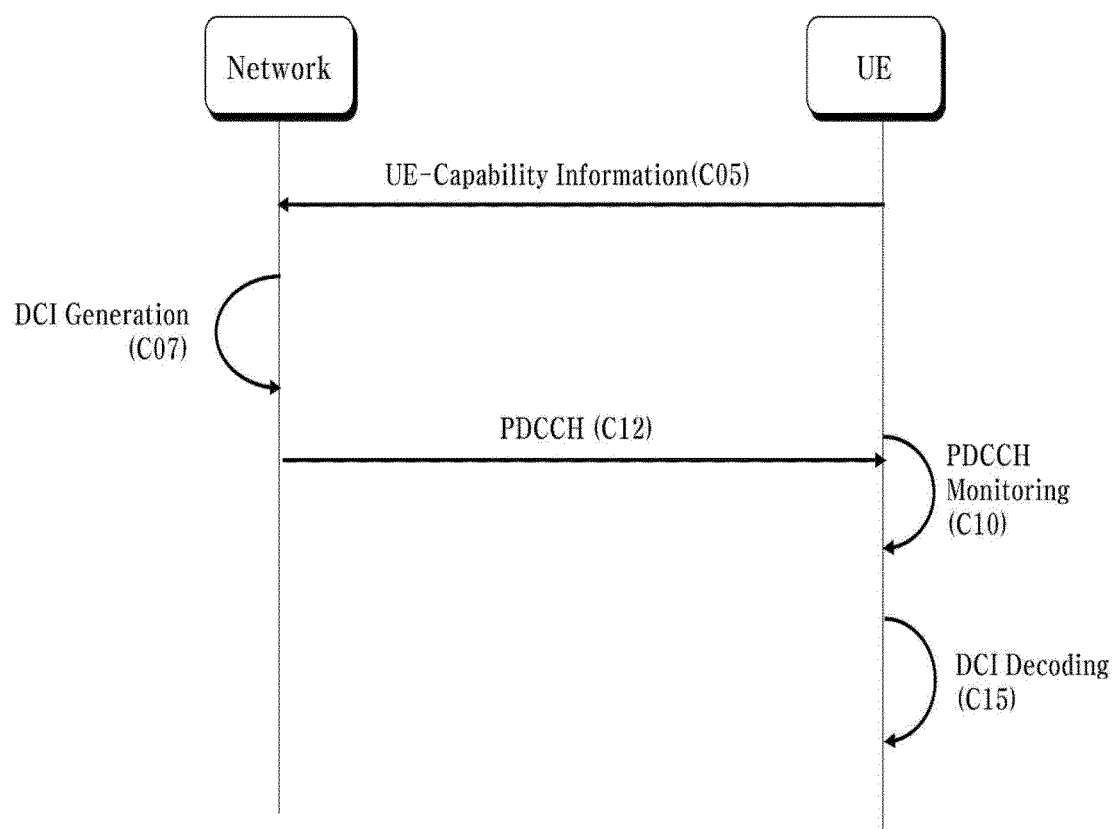 Network
UE
UE-Capability Information(C05)
DCI Generation
(C07)
PDCCH (C12)
PDCCH
Monitoring
(C10)
DCI Decoding
(C15)